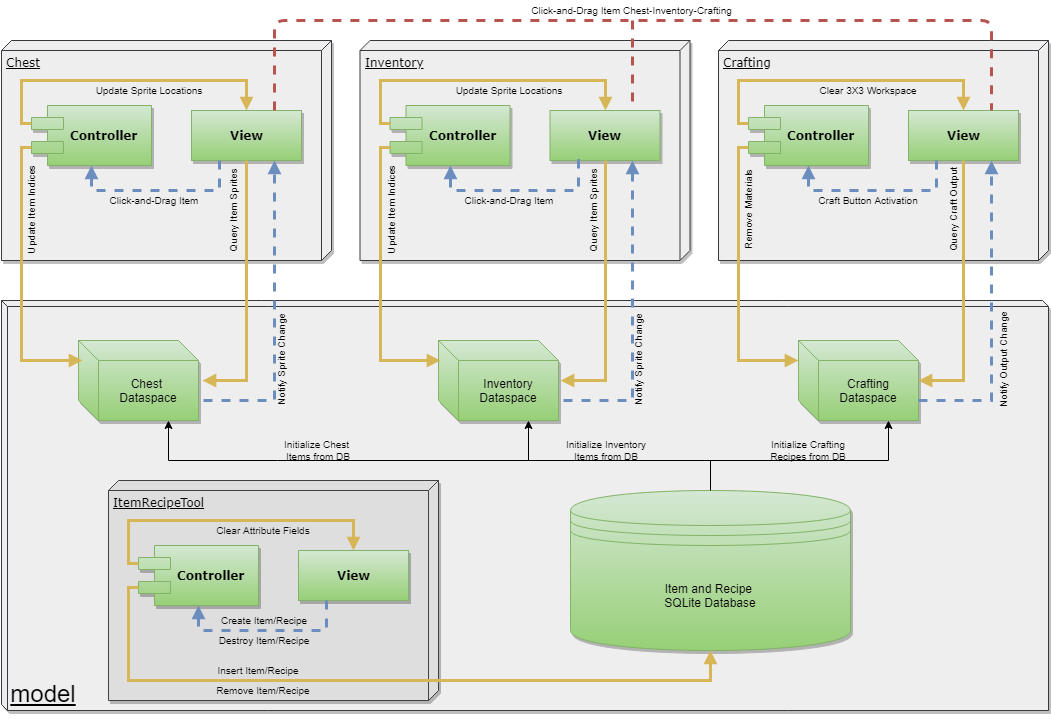 Click-and-Drag Item Chest-Inventory-Crafting
Chest
Update Sprite Locations
Controller
View
Click-and-Drag Item
Update Item Indices
Query Item Sprites
Notify Sprite Change
Inventory
Update Sprite Locations
Controller
View
Click-and-Drag Item
Update Item Indices
Query Item Sprites
Notify Sprite Change
Crafting
Clear 3X3 Workspace
Controller
View
Craft Button Activation
Remove Materials
Query Craft Output
Notify Output Change
Chest
Dataspace
Inventory
Dataspace
Crafting
Dataspace
Initialize Chest
Items from DB
Initialize Inventory
Items from DB
Initialize Crafting
Recipes from DB
ItemRecipeTool
Clear Attribute Fields
Controller
View
Create Item/Recipe
Destroy Item/Recipe
Insert Item/Recipe
Remove Item/Recipe
Item and Recipe
SQLite Database
model